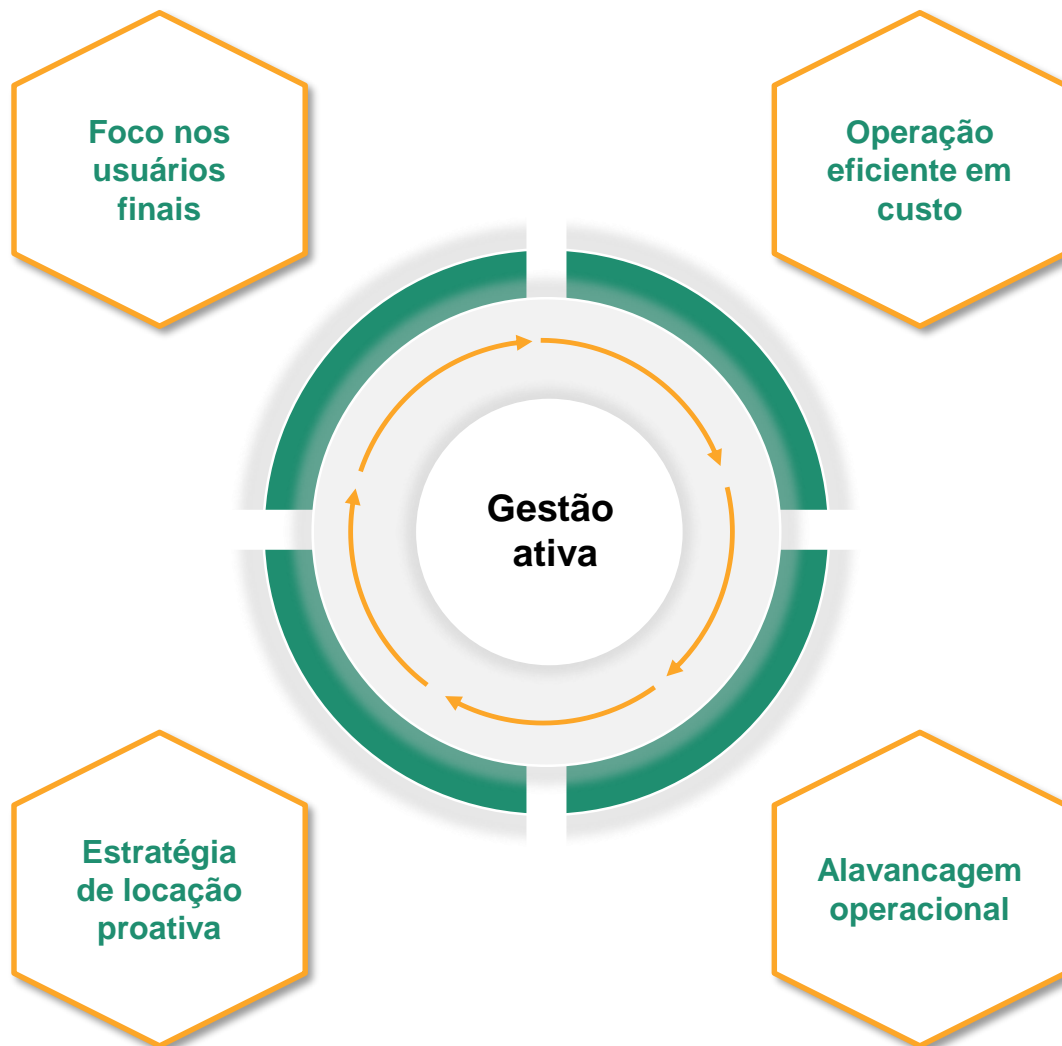 Foco nos
usuários
finais
Operação
eficiente em
custo
Gestão
ativa
Estratégia
de locação
proativa
Alavancagem
operacional